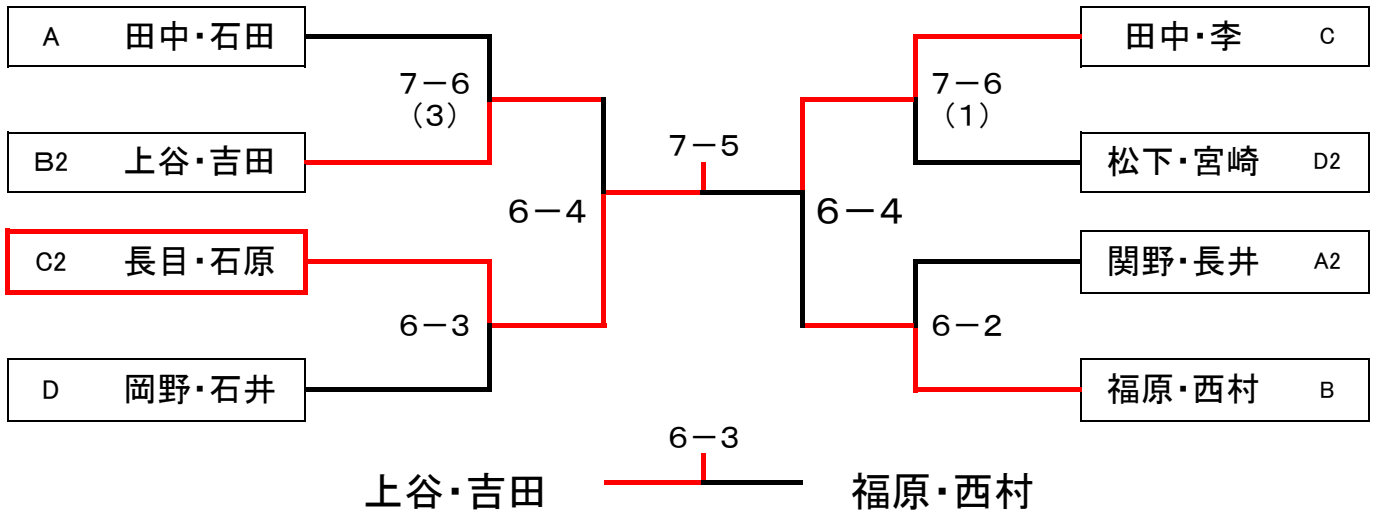 A 田中・石田
7－6
（3）
B2 上谷・吉田
6－4
C2 長目・石原
6－3
D 岡野・石井
7－5
田中・李 C
7－6
（1）
松下・宮崎 D2
6－4
関野・長井 A2
6－2
福原・西村 B
6－3
上谷・吉田 福原・西村